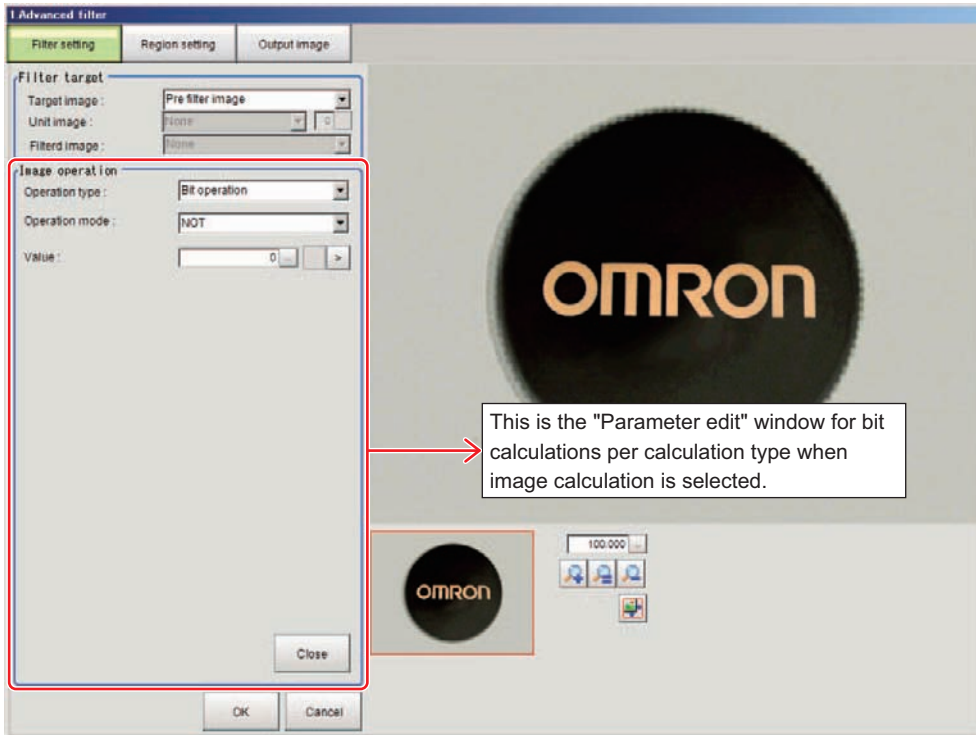 1.Advanced filter
Filter setting
Region setting
Output image
Filter target
Target image :
Pre filter image
Unit image :
None
0
Filterd image :
None
Image operation
Operation type :
Bit operation
Operation mode :
NOT
Value :
0
...
>
OMRON
This is the "Parameter edit" window for bit
calculations per calculation type when
image calculation is selected.
OMRON
100.000
...
Close
OK
Cancel